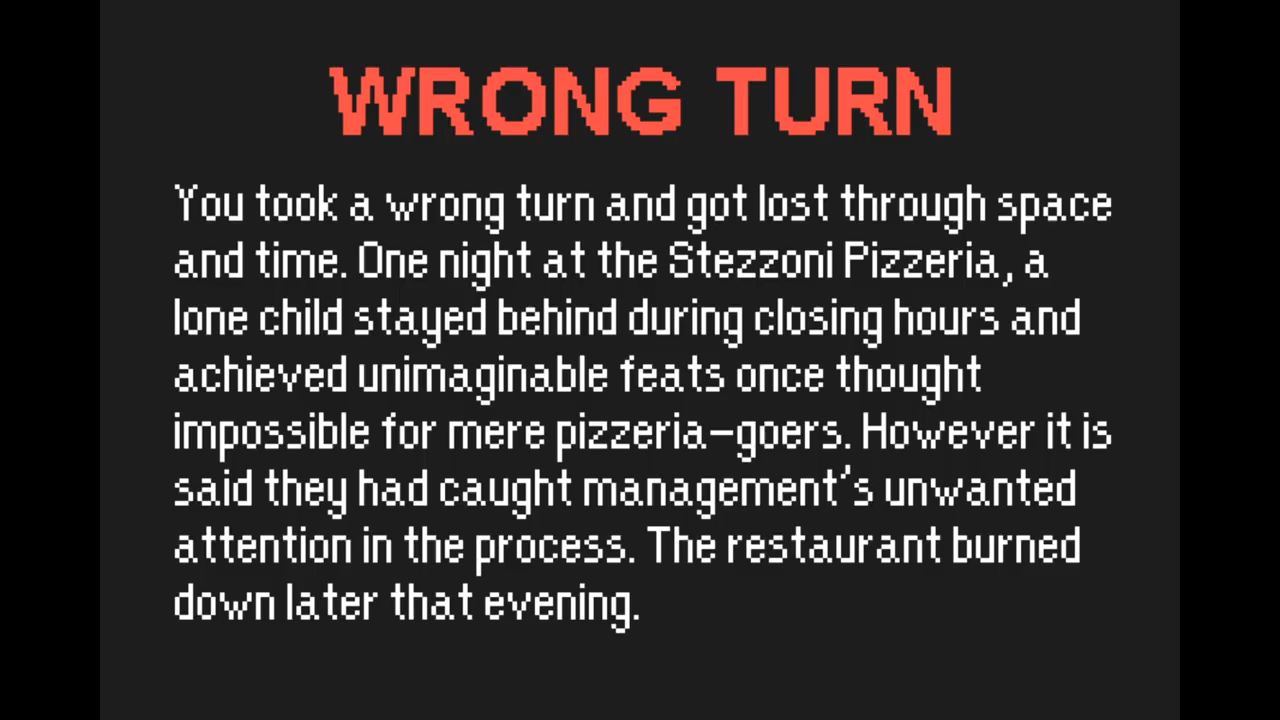 WRONG TURN
You took a wrong turn and got lost through space
and time. One night at the Stezzoni Pizzeria, a
lone child stayed behind during closing hours and
achieved unimaginable feats once thought
impossible for mere pizzeria-goers. However it is
said they had caught management's unwanted
attention in the process. The restaurant burned
down later that evening.